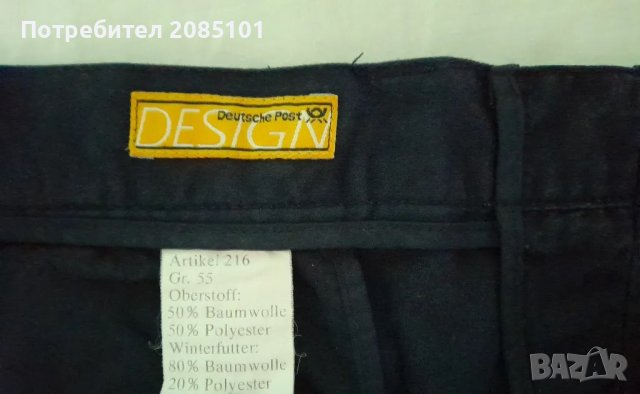 Потребител 2085101
Deutsche Post
DESIGN
Artikel 216
Gr. 55
Oberstoff:
50% Baumwolle
50% Polyester
Winterfutter:
80% Baumwolle
20% Polyester
BAZAR